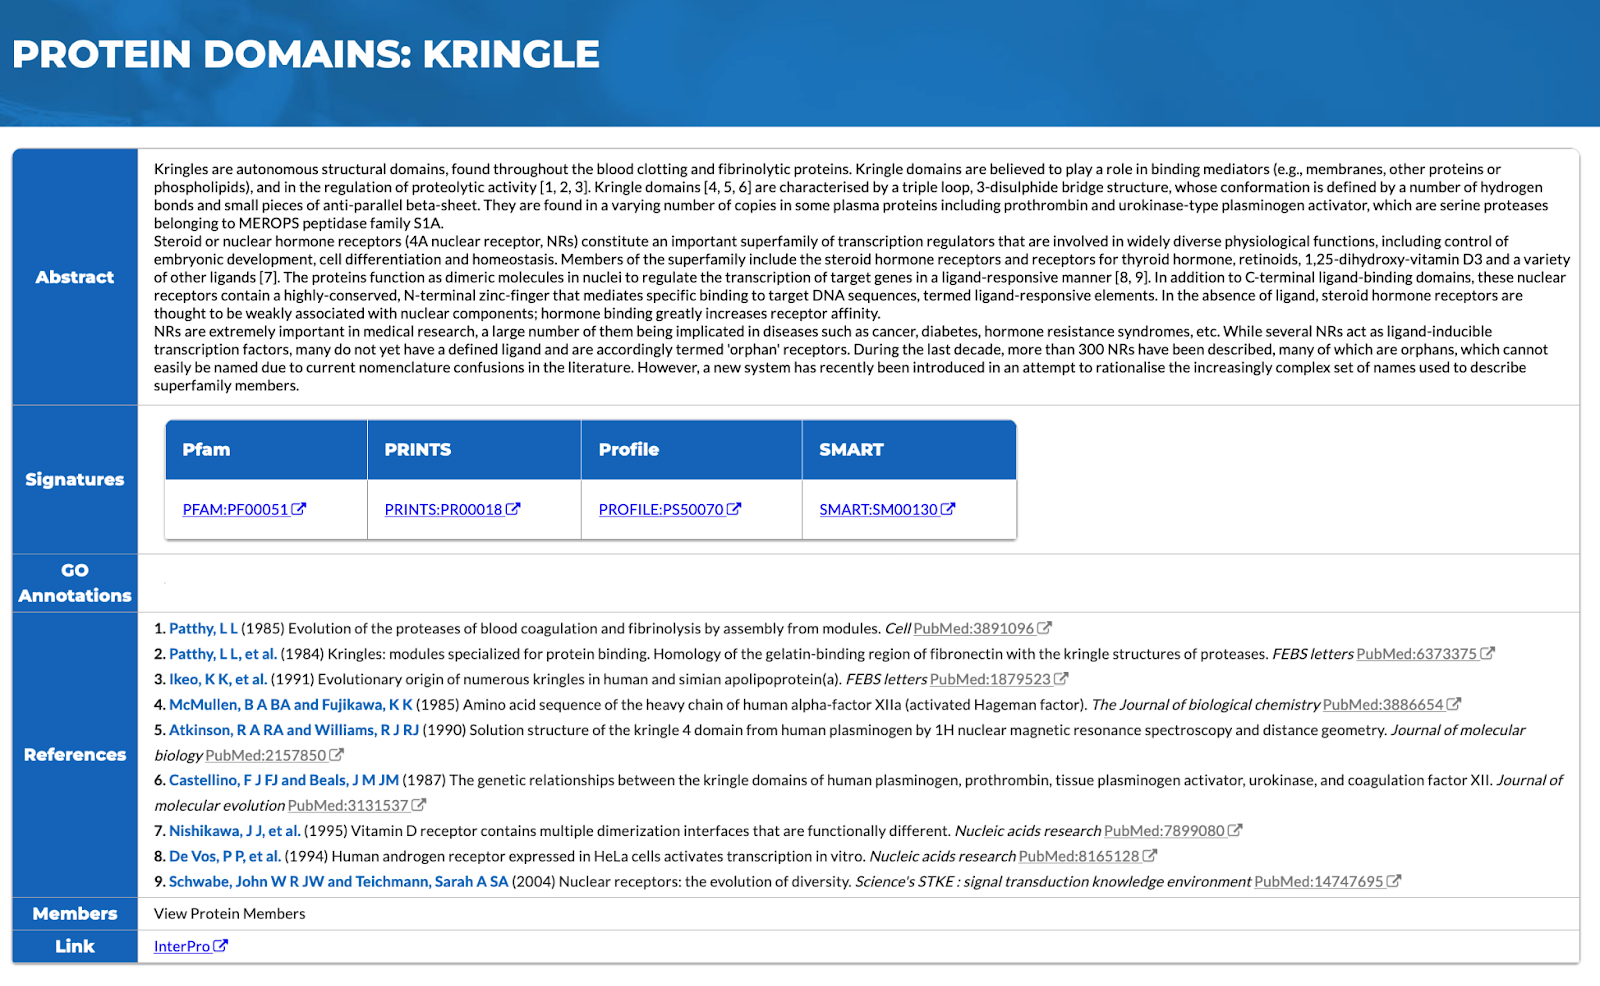 PROTEIN DOMAINS: KRINGLE
Abstract
Kringles are autonomous structural domains, found throughout the blood clotting and fibrinolytic proteins. Kringle domains are believed to play a role in binding mediators (e.g., membranes, other proteins or
phospholipids), and in the regulation of proteolytic activity [1, 2, 3]. Kringle domains [4, 5, 6] are characterised by a triple loop, 3-disulphide bridge structure, whose conformation is defined by a number of hydrogen
bonds and small pieces of anti-parallel beta-sheet. They are found in a varying number of copies in some plasma proteins including prothrombin and urokinase-type plasminogen activator, which are serine proteases
belonging to MEROPS peptidase family S1A.
Steroid or nuclear hormone receptors (4A nuclear receptor, NRs) constitute an important superfamily of transcription regulators that are involved in widely diverse physiological functions, including control of
embryonic development, cell differentiation and homeostasis. Members of the superfamily include the steroid hormone receptors and receptors for thyroid hormone, retinoids, 1,25-dihydroxy-vitamin D3 and a variety
of other ligands [7]. The proteins function as dimeric molecules in nuclei to regulate the transcription of target genes in a ligand-responsive manner [8, 9]. In addition to C-terminal ligand-binding domains, these nuclear
receptors contain a highly-conserved, N-terminal zinc-finger that mediates specific binding to target DNA sequences, termed ligand-responsive elements. In the absence of ligand, steroid hormone receptors are
thought to be weakly associated with nuclear components; hormone binding greatly increases receptor affinity.
NRs are extremely important in medical research, a large number of them being implicated in diseases such as cancer, diabetes, hormone resistance syndromes, etc. While several NRs act as ligand-inducible
transcription factors, many do not yet have a defined ligand and are accordingly termed 'orphan' receptors. During the last decade, more than 300 NRs have been described, many of which are orphans, which cannot
easily be named due to current nomenclature confusions in the literature. However, a new system has recently been introduced in an attempt to rationalise the increasingly complex set of names used to describe
superfamily members.
Signatures
Pfam PRINTS Profile SMART
PFAM:PF00051 PRINTS:PR00018 PROFILE:PS50070 SMART:SM00130
GO
Annotations
References
1. Patthy, L L (1985) Evolution of the proteases of blood coagulation and fibrinolysis by assembly from modules. Cell PubMed:3891096
2. Patthy, L L, et al. (1984) Kringles: modules specialized for protein binding. Homology of the gelatin-binding region of fibronectin with the kringle structures of proteases. FEBS letters PubMed:6373375
3. Ikeo, K K, et al. (1991) Evolutionary origin of numerous kringles in human and simian apolipoprotein(a). FEBS letters PubMed:1879523
4. McMullen, B A BA and Fujikawa, K K (1985) Amino acid sequence of the heavy chain of human alpha-factor XIIa (activated Hageman factor). The Journal of biological chemistry PubMed:3886654
5. Atkinson, R A RA and Williams, R J RJ (1990) Solution structure of the kringle 4 domain from human plasminogen by 1H nuclear magnetic resonance spectroscopy and distance geometry. Journal of molecular
biology PubMed:2157850
6. Castellino, F J FJ and Beals, J M JM (1987) The genetic relationships between the kringle domains of human plasminogen, prothrombin, tissue plasminogen activator, urokinase, and coagulation factor XII. Journal of
molecular evolution PubMed:3131537
7. Nishikawa, J J, et al. (1995) Vitamin D receptor contains multiple dimerization interfaces that are functionally different. Nucleic acids research PubMed:7899080
8. De Vos, P P, et al. (1994) Human androgen receptor expressed in HeLa cells activates transcription in vitro. Nucleic acids research PubMed:8165128
9. Schwabe, John W R JW and Teichmann, Sarah A SA (2004) Nuclear receptors: the evolution of diversity. Science's STKE : signal transduction knowledge environment PubMed:14747695
Members
View Protein Members
Link
InterPro